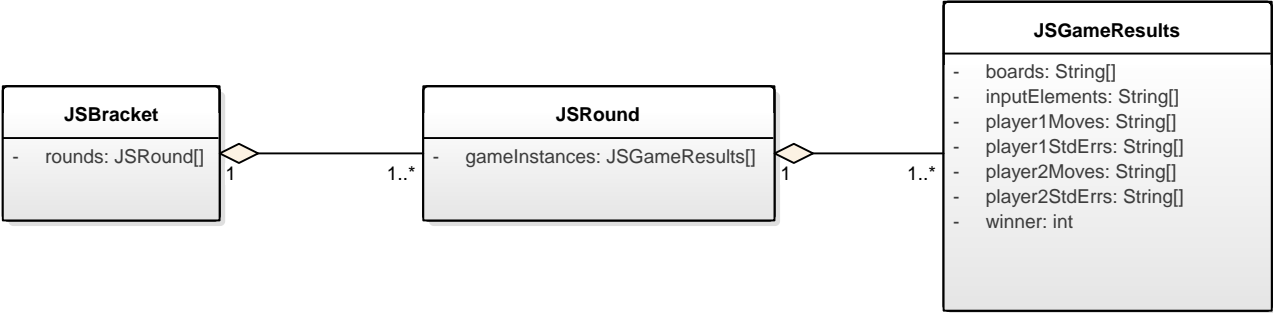 JSBracket
- rounds: JSRound[]
1
1..*
JSRound
- gameInstances: JSGameResults[]
1
1..*
JSGameResults
- boards: String[]
- inputElements: String[]
- player1Moves: String[]
- player1StdErrs: String[]
- player2Moves: String[]
- player2StdErrs: String[]
- winner: int